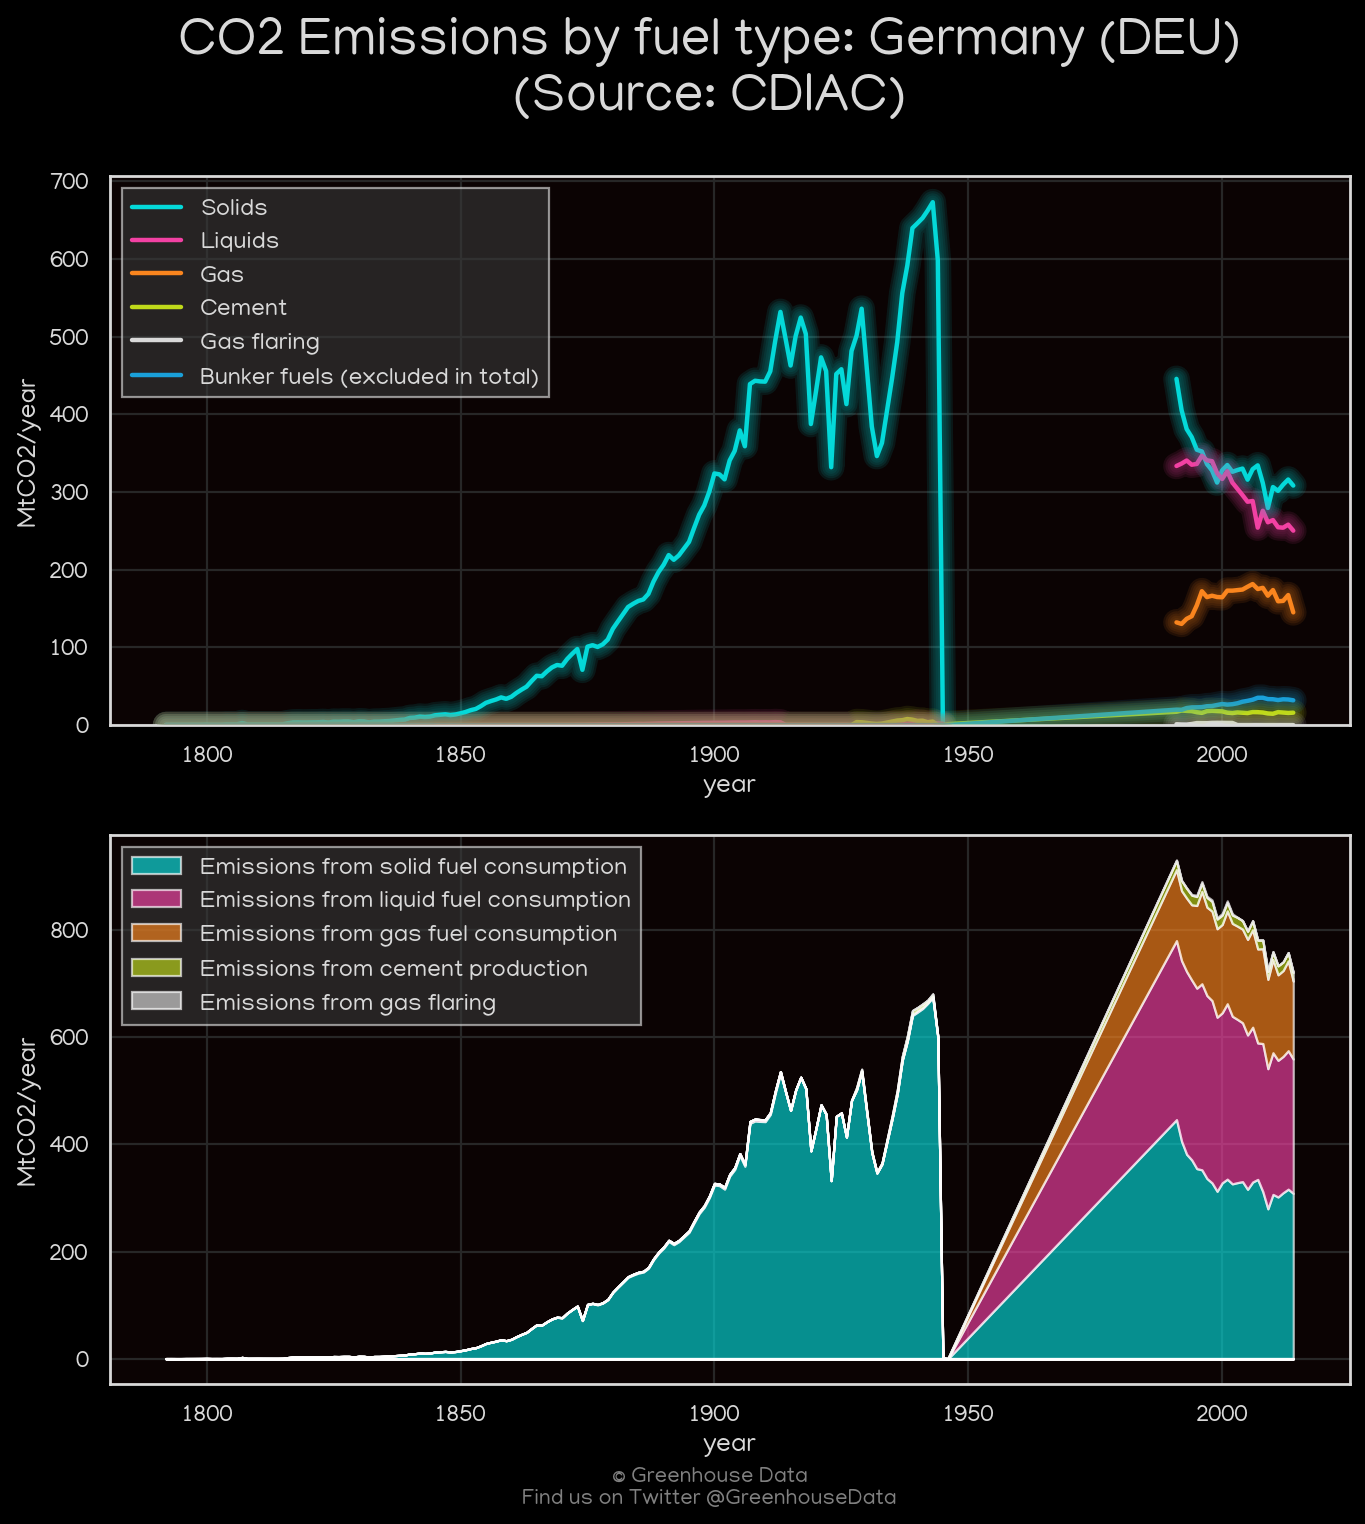 CO2 Emissions by fuel type: Germany (DEU)
(Source: CDIAC)
700
600
500
400
300
200
100
0
MtCO2/year
Solids
Liquids
Gas
Cement
Gas flaring
Bunker fuels (excluded in total)
1800
1850
1900
1950
2000
year
800
600
400
200
0
MtCO2/year
Emissions from solid fuel consumption
Emissions from liquid fuel consumption
Emissions from gas fuel consumption
Emissions from cement production
Emissions from gas flaring
1800
1850
1900
1950
2000
year
© Greenhouse Data
Find us on Twitter @GreenhouseData